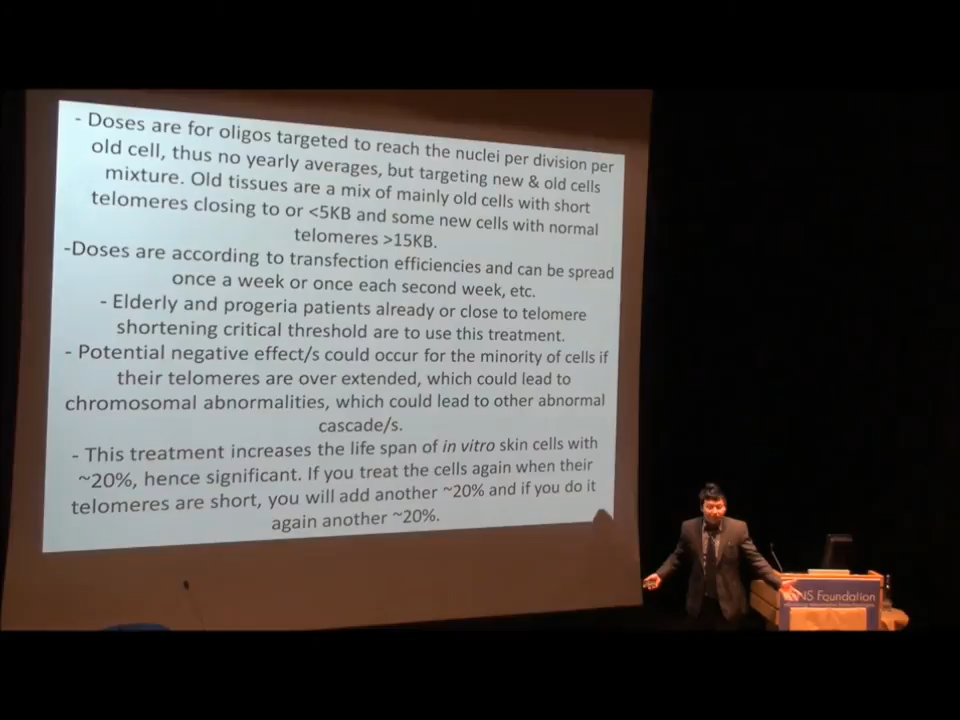 - Doses are for oligos targeted to reach the nuclei per division per
old cell, thus no yearly averages, but targeting new & old cells
mixture. Old tissues are a mix of mainly old cells with short
telomeres closing to or <5KB and some new cells with normal
telomeres >15KB.
-Doses are according to transfection efficiencies and can be spread
once a week or once each second week, etc.
- Elderly and progeria patients already or close to telomere
shortening critical threshold are to use this treatment.
- Potential negative effect/s could occur for the minority of cells if
their telomeres are over extended, which could lead to
chromosomal abnormalities, which could lead to other abnormal
cascade/s.
- This treatment increases the life span of in vitro skin cells with
~20%, hence significant. If you treat the cells again when their
telomeres are short, you will add another ~20% and if you do it
again another ~20%.
Foundation